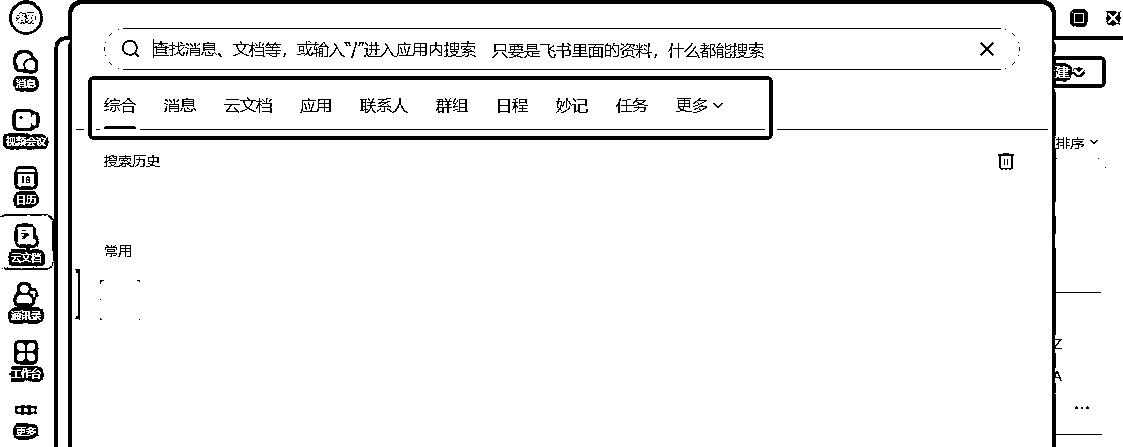 查找消息、文档等，或输入“/”进入应用内搜索 只要是飞书里面的资料，什么都能搜索
综合 消息 云文档 应用 联系人 群组 日程 妙记 任务 更多
搜索历史
常用
消息
视频会议
日历
云文档
通讯录
工作台
更多
建
排序
Z
A